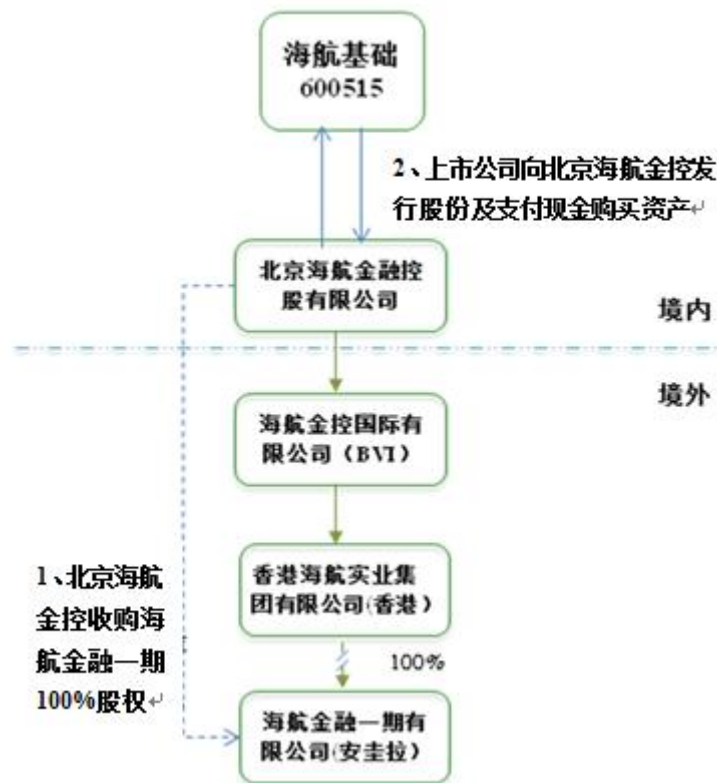 海航基础
600515
2、上市公司向北京海航金控发
行股份及支付现金购买资产↵
北京海航金融控
股有限公司
境内
境外
海航金控国际有
限公司（BVI）
香港海航实业集
团有限公司(香港）
1、北京海航
金控收购海
航金融一期
100%股权↵
100%
海航金融一期有
限公司(安圭拉）